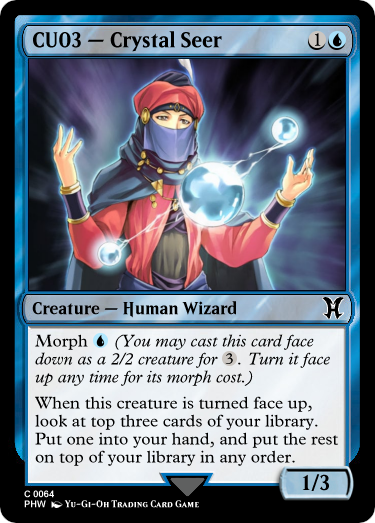 CU03 — Crystal Seer 1
Creature — Human Wizard
Morph (You may cast this card face
down as a 2/2 creature for 3. Turn it face
up any time for its morph cost.)
When this creature is turned face up,
look at top three cards of your library.
Put one into your hand, and put the rest
on top of your library in any order.
1/3
C 0064
PHW Yu-Gi-Oh Trading Card Game